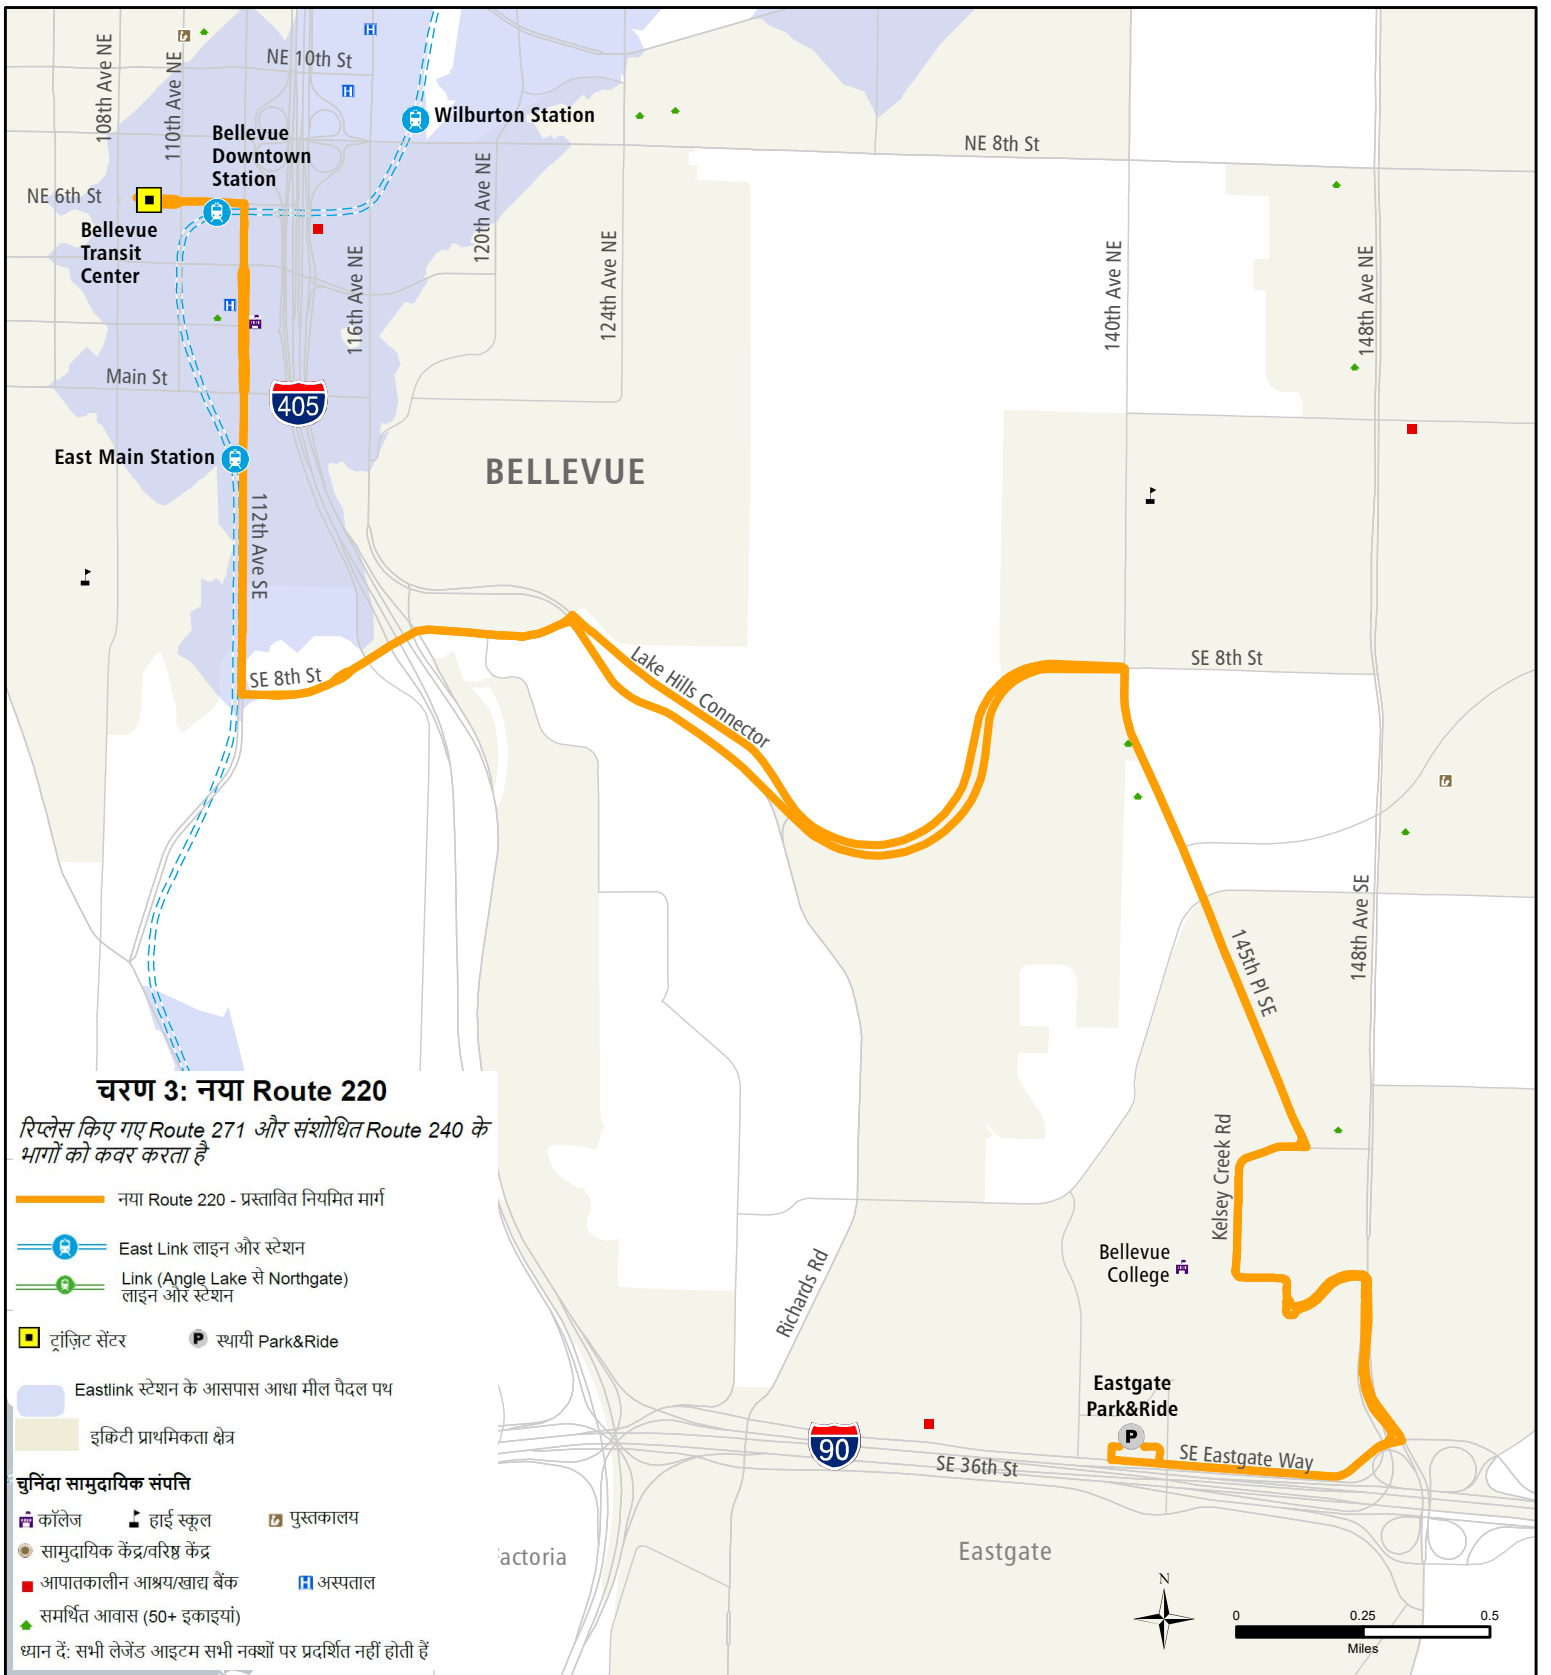 108th Ave NE
110th Ave NE
NE 10th St
Wilburton Station
Bellevue
Downtown
Station
NE 8th St
NE 6th St
Bellevue
Transit
Center
120th Ave NE
116th Ave NE
124th Ave NE
140th Ave NE
148th Ave NE
Main St
405
East Main Station
BELLEVUE
112th Ave SE
SE 8th St
Lake Hills Connector
SE 8th St
148th Ave SE
145th Pl SE
Kelsey Creek Rd
Bellevue
College
Richards Rd
Eastgate
Park&Ride
P
90
SE 36th St
SE Eastgate Way
Eastgate
actoria
चरण 3: नया Route 220
रिप्लेस किए गए Route 271 और संशोधित Route 240 के
भागों को कवर करता है
नया Route 220 - प्रस्तावित नियमित मार्ग
East Link लाइन और स्टेशन
Link (Angle Lake से Northgate)
लाइन और स्टेशन
ट्रांज़िट सेंटर
P स्थायी Park&Ride
Eastlink स्टेशन के आसपास आधा मील पैदल पथ
इक्विटी प्राथमिकता क्षेत्र
चुनिंदा सामुदायिक संपत्ति
कॉलेज
हाई स्कूल
पुस्तकालय
सामुदायिक केंद्र/वरिष्ठ केंद्र
आपातकालीन आश्रय/खाद्य बैंक
H अस्पताल
समर्थित आवास (50+ इकाइयां)
ध्यान दें: सभी लेजेंड आइटम सभी नक्शों पर प्रदर्शित नहीं होती हैं
N
0 0.25 0.5
Miles